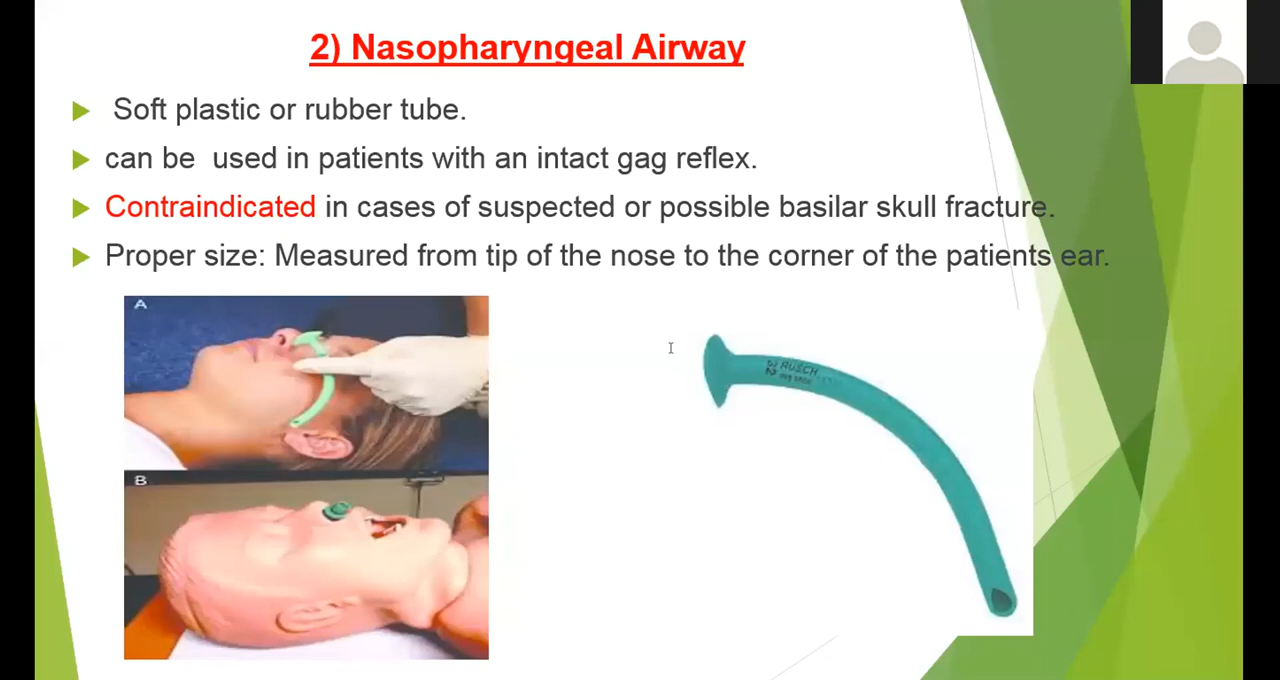 2) Nasopharyngeal Airway
Soft plastic or rubber tube.
can be used in patients with an intact gag reflex.
Contraindicated in cases of suspected or possible basilar skull fracture.
Proper size: Measured from tip of the nose to the corner of the patients ear.
A
B
32 RUSCH